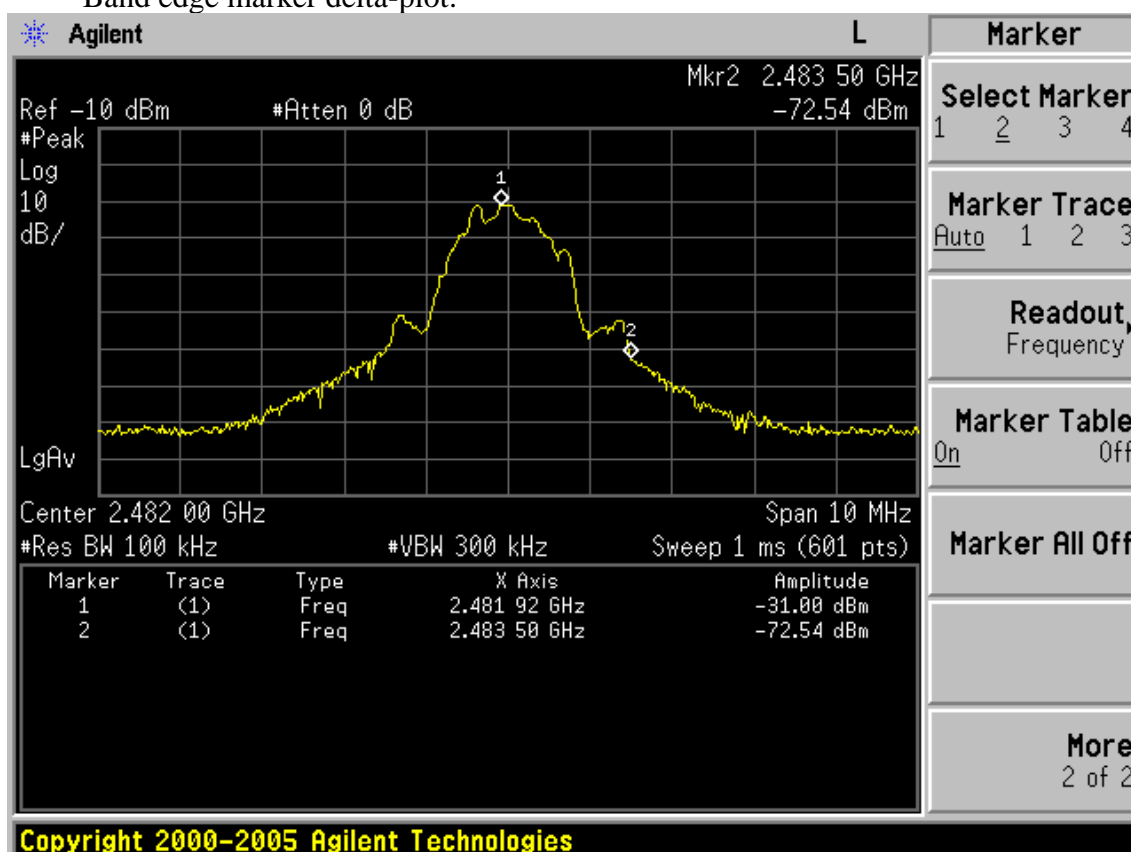 Band edge marker delta-plot.
Agilent L Marker
Mkr2 2.483 50 GHz
Ref -10 dBm #Atten 0 dB -72.54 dBm
#Peak
Log
10
dB/
1
2
LgAv
Center 2.482 00 GHz Span 10 MHz
#Res BW 100 kHz #VBW 300 kHz Sweep 1 ms (601 pts)
Marker Trace Type X Axis Amplitude
1 (1) Freq 2.481 92 GHz -31.00 dBm
2 (1) Freq 2.483 50 GHz -72.54 dBm
Select Marker
1 2 3 4
Marker Trace
Auto 1 2 3
Readout
Frequency
Marker Table
On Off
Marker All Off
More
2 of 2
Copyright 2000-2005 Agilent Technologies